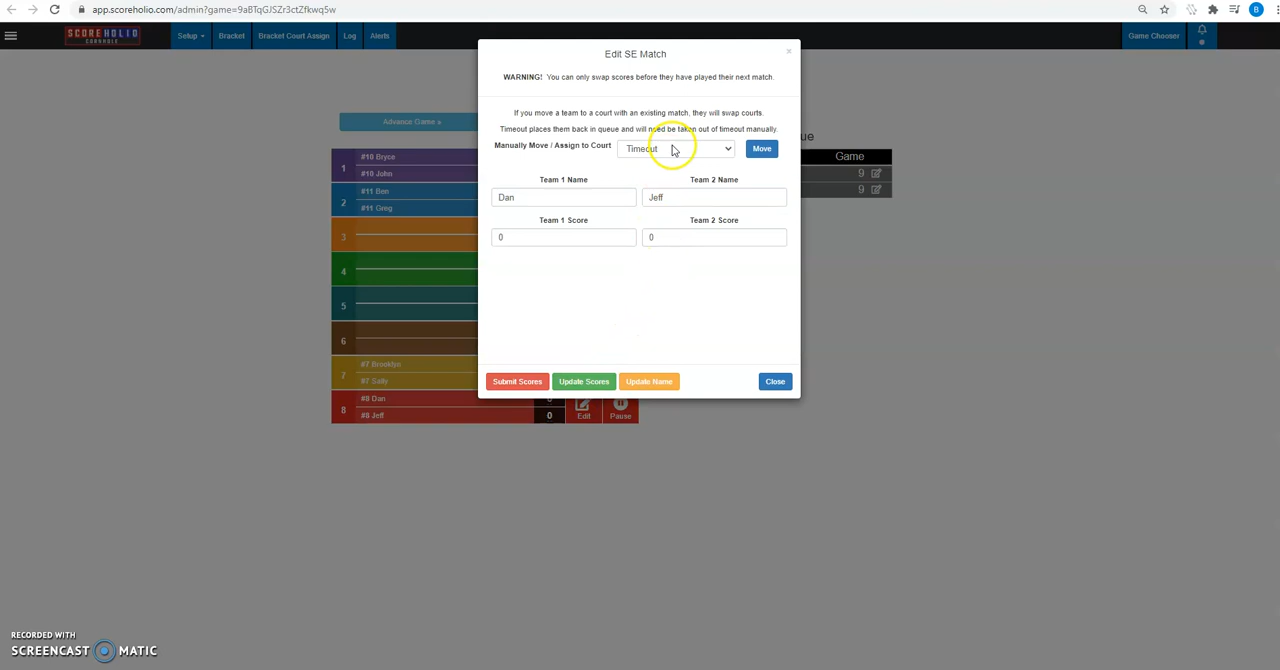 app.scoreholio.com/admin?game=9aBTqGJSZr3ctZfkwq5w
B
SCOREHOLIO
CORNHOLE
Setup
Bracket
Bracket Court Assign
Log
Alerts
Game Chooser
Edit SE Match
×
WARNING! You can only swap scores before they have played their next match.
If you move a team to a court with an existing match, they will swap courts.
Timeout places them back in queue and will need be taken out of timeout manually.
Manually Move / Assign to Court
Timeout
Move
Team 1 Name
Team 2 Name
Dan
Jeff
Team 1 Score
Team 2 Score
0
0
Submit Scores
Update Scores
Update Name
Close
Advance Game »
1
#10 Bryce
#10 John
2
#11 Ben
#11 Greg
3
4
5
6
7
#7 Brooklyn
#7 Sally
8
#8 Dan
0
#8 Jeff
0
Edit
Pause
ue
Game
9
9
RECORDED WITH
SCREENCAST MATIC